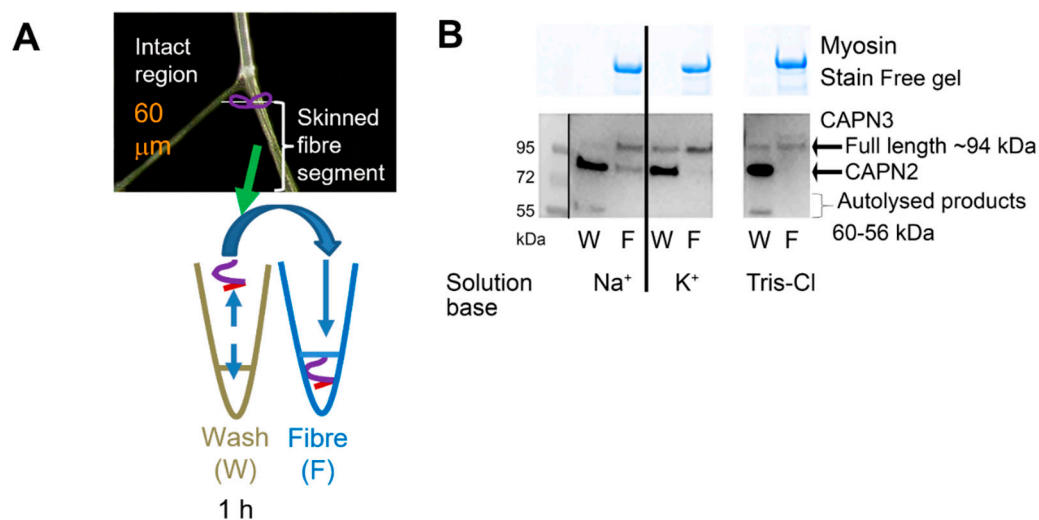 A
Intact
region
60
μm
Skinned
fibre
segment
Wash
(W)
Fibre
(F)
1 h
B
Myosin
Stain Free gel
CAPN3
Full length ~94 kDa
CAPN2
Autolysed products
60-56 kDa
95
72
55
kDa
W F W F W F
Solution
base
Na⁺ K⁺ Tris-Cl